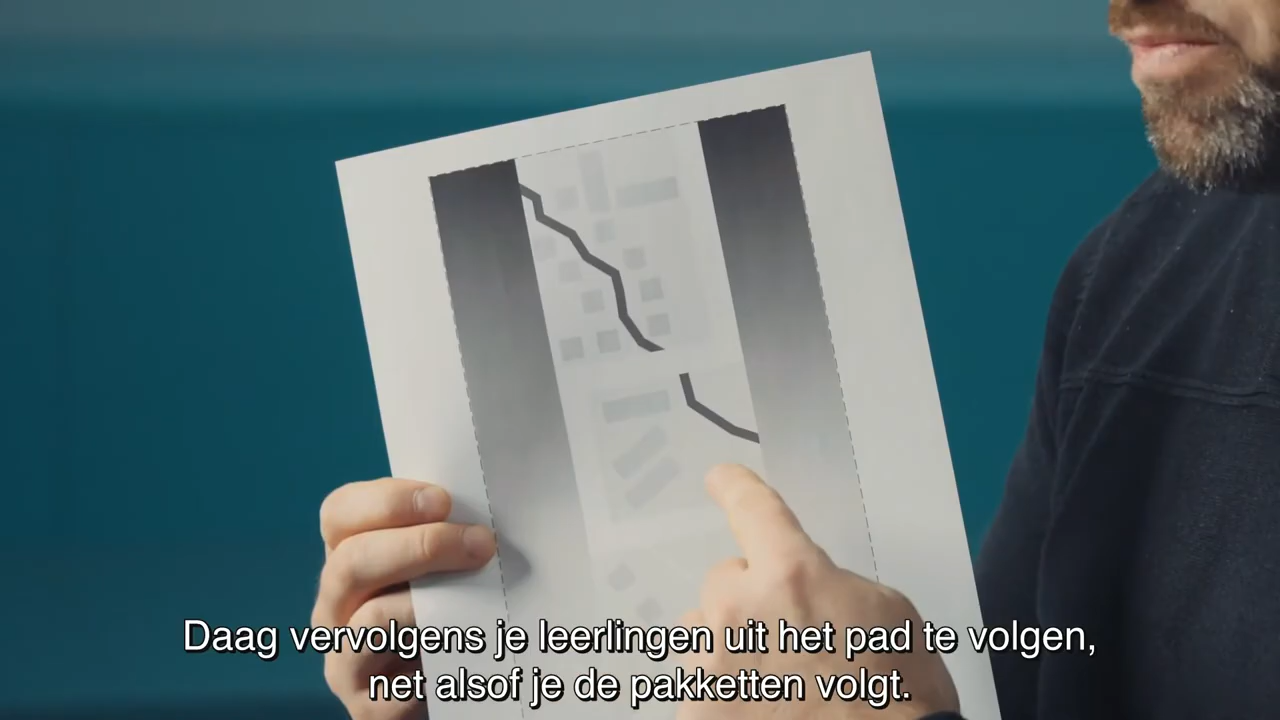 Daag vervolgens je leerlingen uit het pad te volgen,
net alsof je de pakketten volgt.